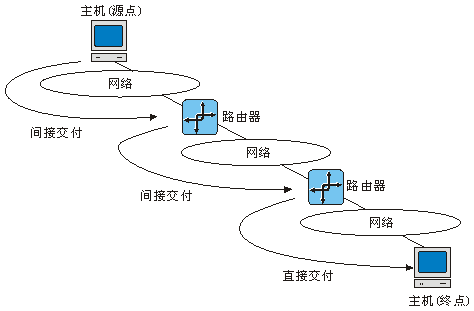 主机(源点)
网络
路由器
间接交付
网络
间接交付
路由器
网络
直接交付
主机(终点)